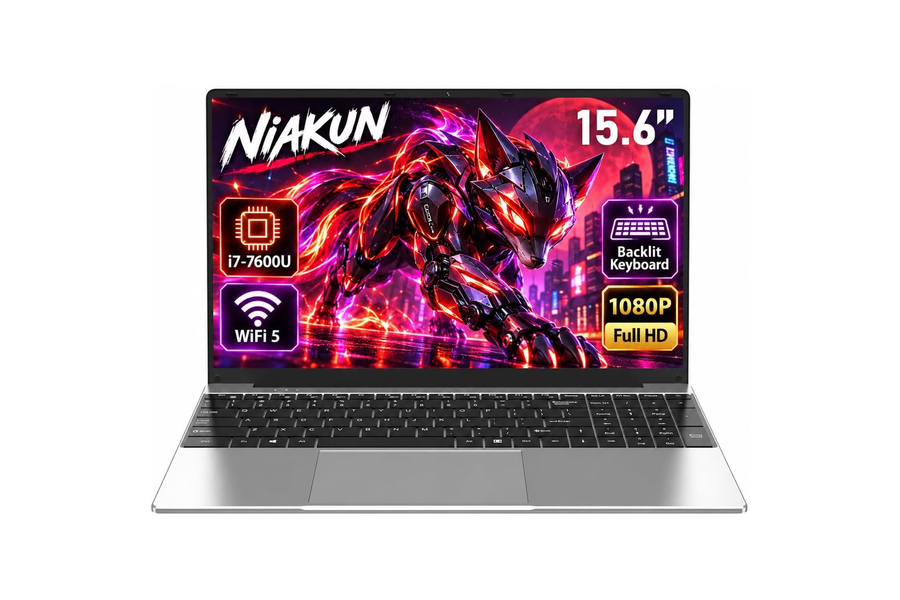 NiAKUN
15.6”
i7-7600U
WiFi 5
Backlit
Keyboard
1080P
Full HD